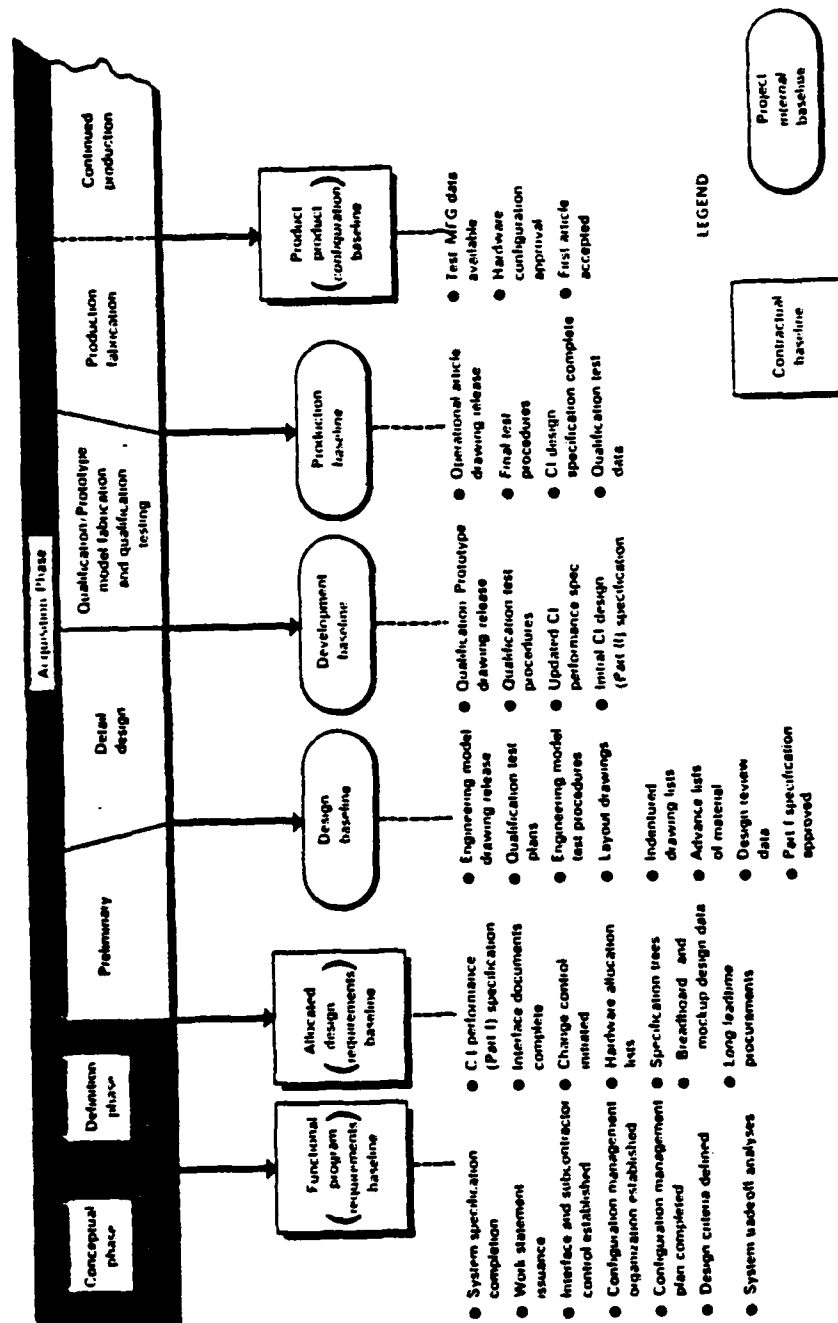 Acquisition Phase
Conceptual
phase
Definition
phase
Preliminary
Detail
design
Qualification/Prototype
model fabrication
and qualification
testing
Production
fabrication
Continued
production
Functional
program
(requirements)
baseline
Allocated
design
(requirements)
baseline
Design
baseline
Development
baseline
Production
baseline
Product
product
(configuration)
baseline
● System specification
completion
● Work statement
issuance
● Interface and subcontractor
control established
● Configuration management
organization established
● Configuration management
plan completed
● Design criteria defined
● System tradeoff analyses
● C I performance
(Part I) specification
● Interface documents
complete
● Change control
initiated
● Hardware allocation
lists
● Specification trees
● Breadboard and
mockup design data
● Long leadtime
procurements
● Engineering model
drawing release
● Qualification test
plans
● Engineering model
test procedures
● Layout drawings
● Indentured
drawing lists
● Advance lists
of material
● Design review
data
● Part I specification
approved
● Qualification Prototype
drawing release
● Qualification test
procedures
● Updated CI
performance spec
● Initial CI design
(Part II) specification
● Operational article
drawing release
● Final test
procedures
● CI design
specification complete
● Qualification test
data
● Test MFG data
available
● Hardware
configuration
approval
● First article
accepted
LEGEND
Contractual
baseline
Project
internal
baseline